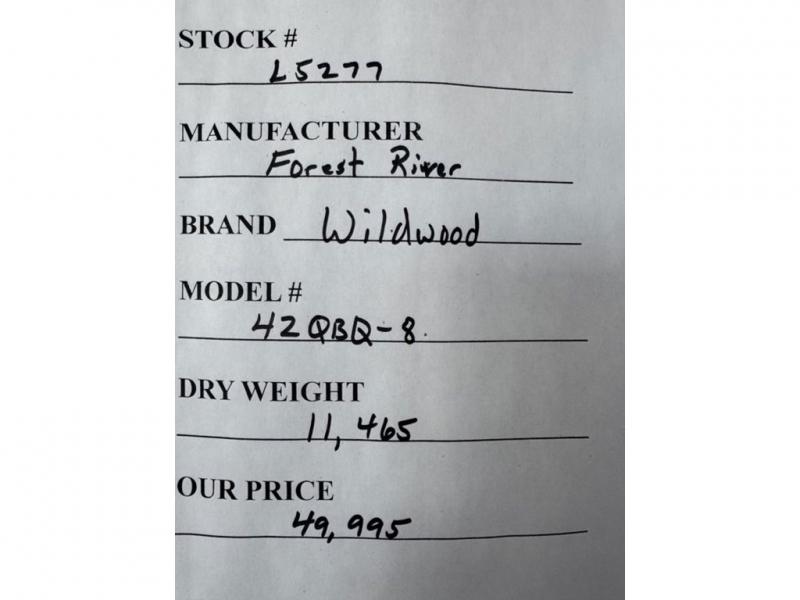 STOCK #
L5277
MANUFACTURER
Forest River
BRAND Wildwood
MODEL #
42QBQ-8
DRY WEIGHT
11,465
OUR PRICE
49,995